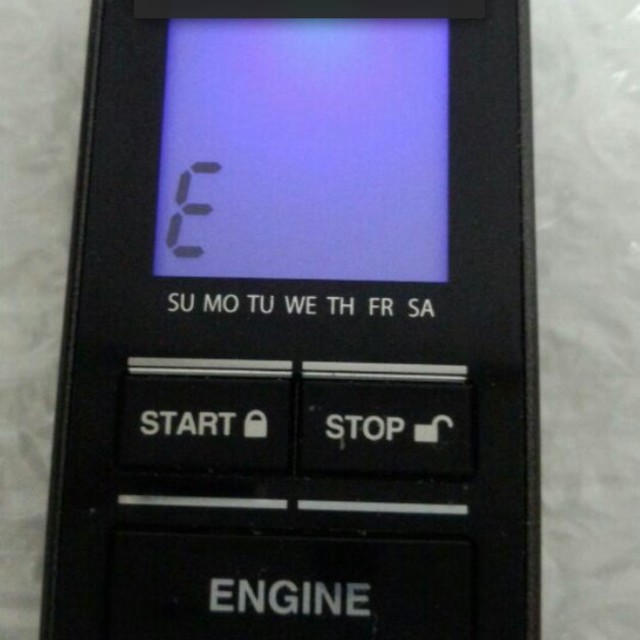 E
SU MO TU WE TH FR SA
START STOP
ENGINE